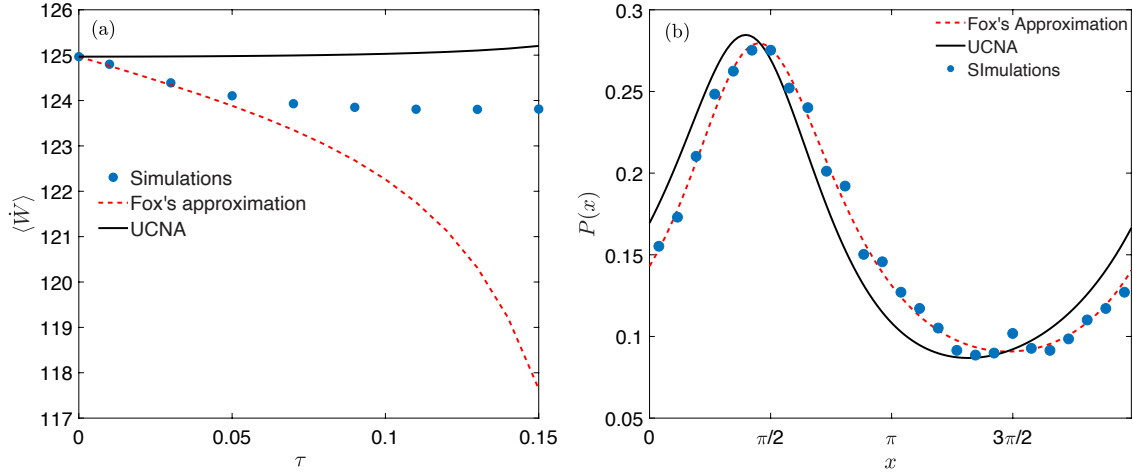 (a)
126
125
124
123
122
121
120
119
118
117
⟨Ẇ⟩
Simulations
Fox's approximation
UCNA
0
0.05
0.1
0.15
τ
(b)
0.3
0.25
0.2
0.15
0.1
0.05
P(x)
Fox's Approximation
UCNA
SImulations
0
π/2
π
3π/2
x